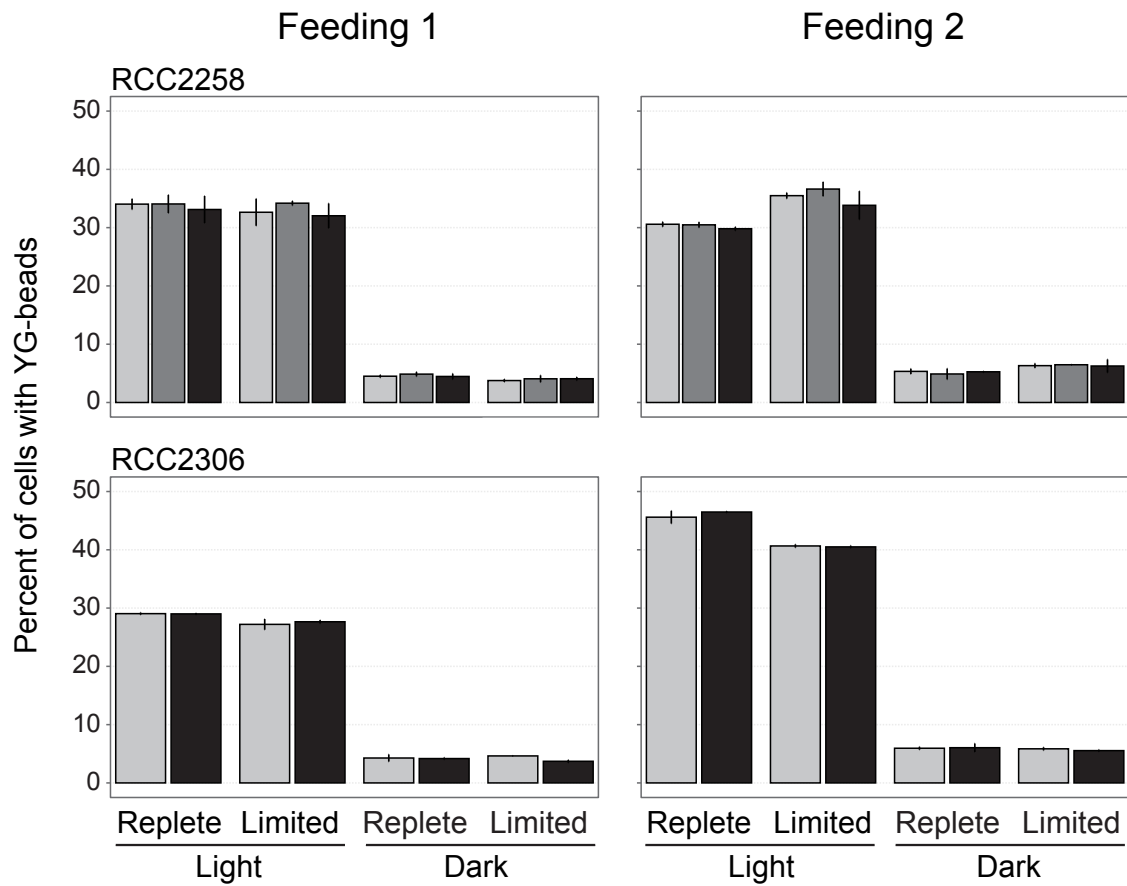 Feeding 1 Feeding 2
RCC2258
50
40
30
20
10
0
RCC2306
50
40
30
20
10
0
Percent of cells with YG-beads
Replete Limited Replete Limited Replete Limited Replete Limited
Light Dark Light Dark